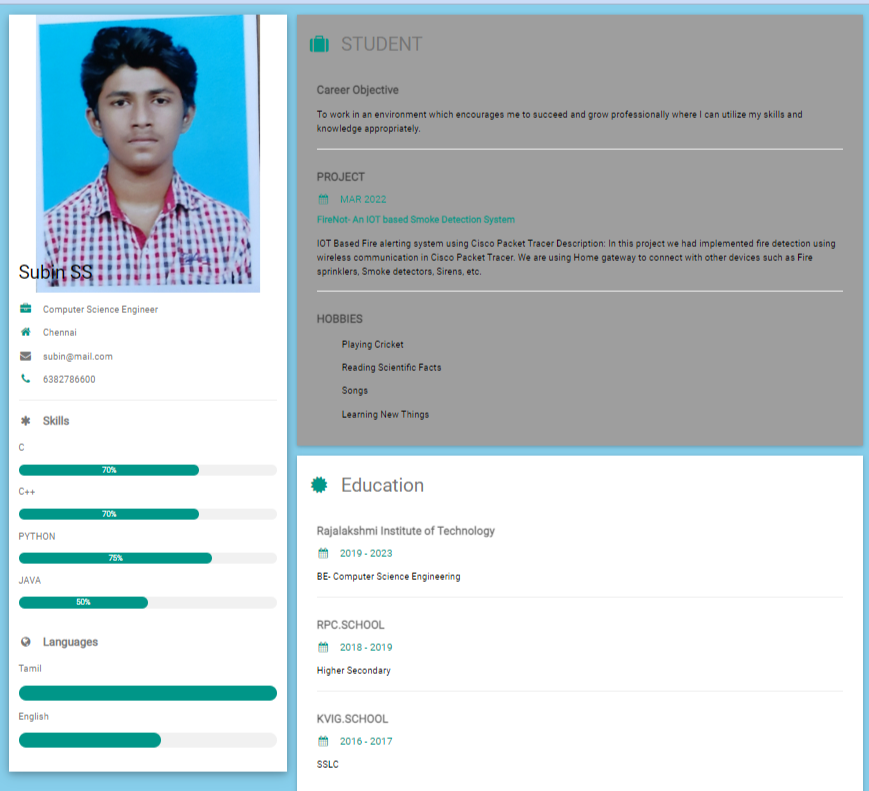 Subin SS
Computer Science Engineer
Chennai
subin@mail.com
6382786600
Skills
C
70%
C++
70%
PYTHON
75%
JAVA
50%
Languages
Tamil
English
STUDENT
Career Objective
To work in an environment which encourages me to succeed and grow professionally where I can utilize my skills and
knowledge appropriately.
PROJECT
MAR 2022
FireNot- An IOT based Smoke Detection System
IOT Based Fire alerting system using Cisco Packet Tracer Description: In this project we had implemented fire detection using
wireless communication in Cisco Packet Tracer. We are using Home gateway to connect with other devices such as Fire
sprinklers, Smoke detectors, Sirens, etc.
HOBBIES
Playing Cricket
Reading Scientific Facts
Songs
Learning New Things
Education
Rajalakshmi Institute of Technology
2019 - 2023
BE- Computer Science Engineering
RPC.SCHOOL
2018 - 2019
Higher Secondary
KVIG.SCHOOL
2016 - 2017
SSLC